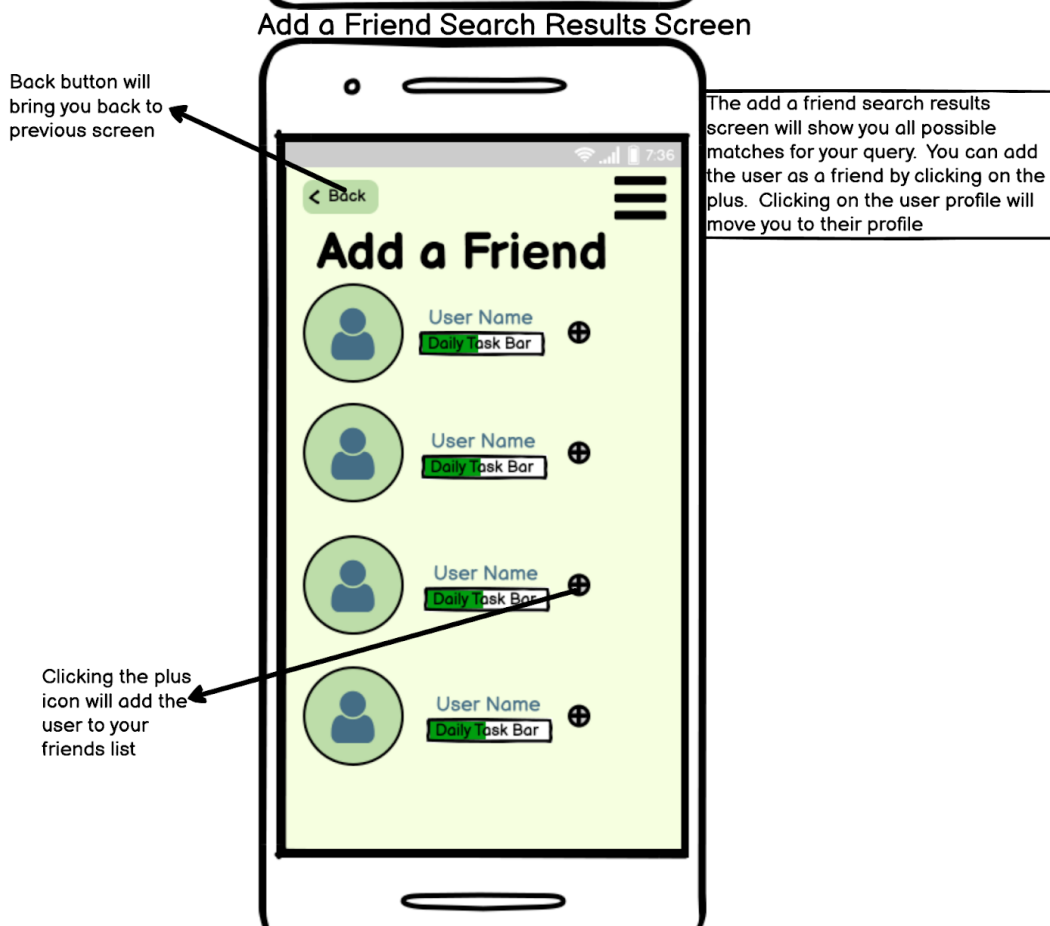 Add a Friend Search Results Screen
Back button will
bring you back to
previous screen
The add a friend search results
screen will show you all possible
matches for your query. You can add
the user as a friend by clicking on the
plus. Clicking on the user profile will
move you to their profile
7:36
Back
Add a Friend
User Name
Daily Task Bar
User Name
Daily Task Bar
User Name
Daily Task Bar
Clicking the plus
icon will add the
user to your
friends list
User Name
Daily Task Bar